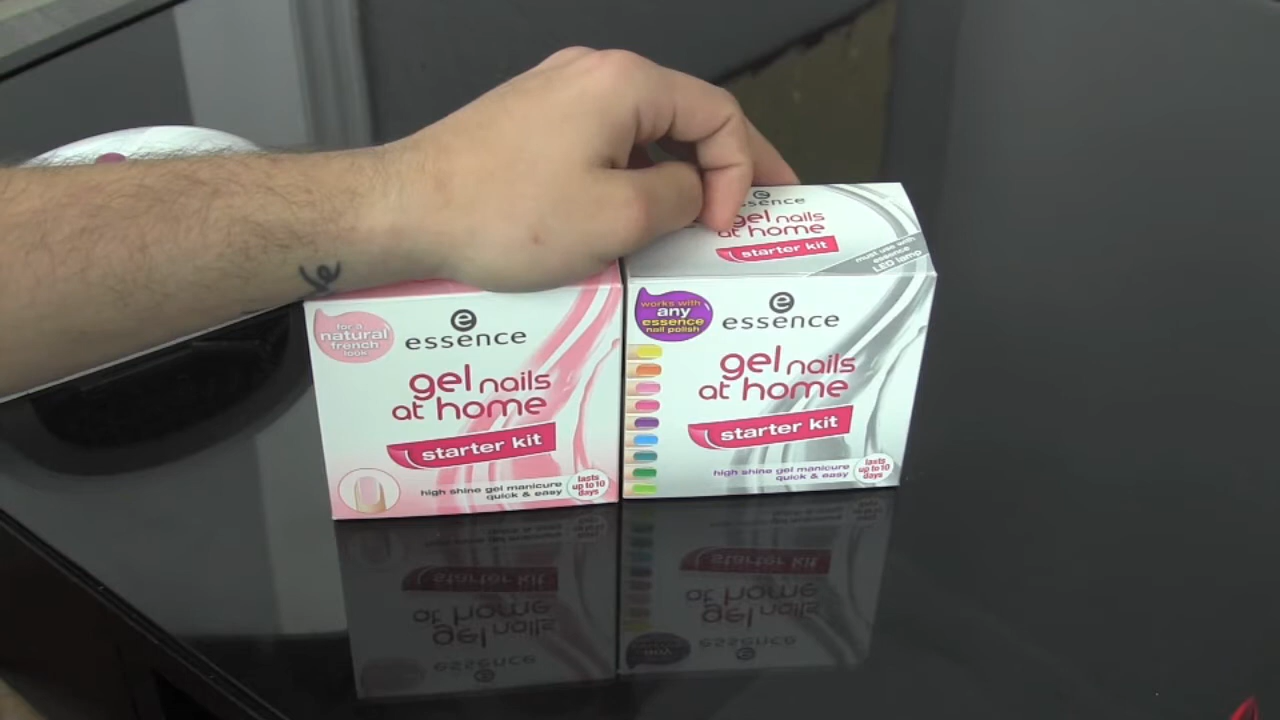 essence
gel nails
at home
starter kit
must use with
essence
LED lamp
for a
natural
french
look
e
essence
gel nails
at home
starter kit
high shine gel manicure
quick & easy
lasts
up to 10
days
works with
any
essence
nail polish
e
essence
gel nails
at home
starter kit
high shine gel manicure
quick & easy
lasts
up to 10
days